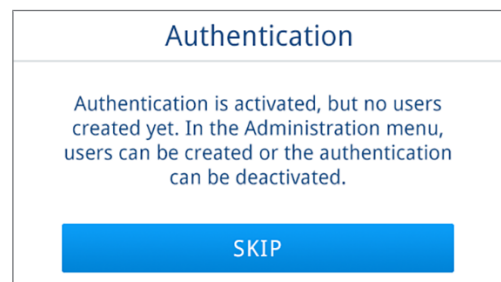 Authentication
Authentication is activated, but no users
created yet. In the Administration menu,
users can be created or the authentication
can be deactivated.
SKIP